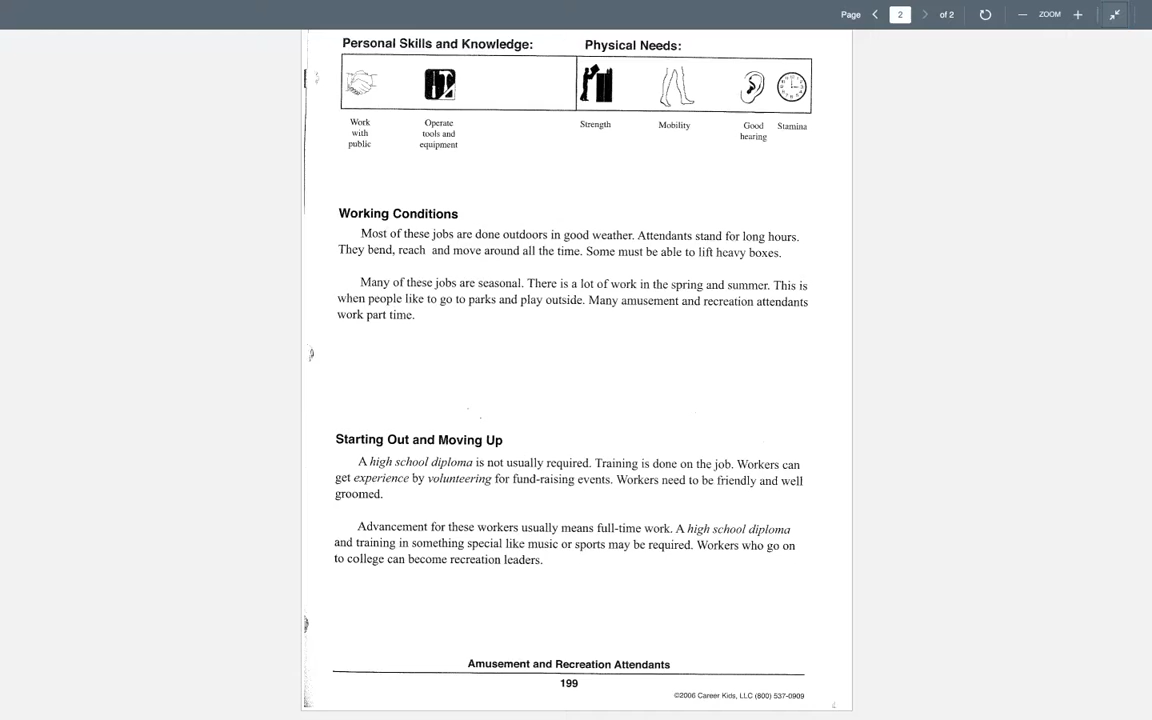 Page 2 of 2 ZOOM
Personal Skills and Knowledge: Physical Needs:
Work with public
Operate tools and equipment
Strength
Mobility
Good hearing
Stamina
Working Conditions
Most of these jobs are done outdoors in good weather. Attendants stand for long hours.
They bend, reach and move around all the time. Some must be able to lift heavy boxes.
Many of these jobs are seasonal. There is a lot of work in the spring and summer. This is
when people like to go to parks and play outside. Many amusement and recreation attendants
work part time.
Starting Out and Moving Up
A high school diploma is not usually required. Training is done on the job. Workers can
get experience by volunteering for fund-raising events. Workers need to be friendly and well
groomed.
Advancement for these workers usually means full-time work. A high school diploma
and training in something special like music or sports may be required. Workers who go on
to college can become recreation leaders.
Amusement and Recreation Attendants
199
©2006 Career Kids, LLC (800) 537-0909